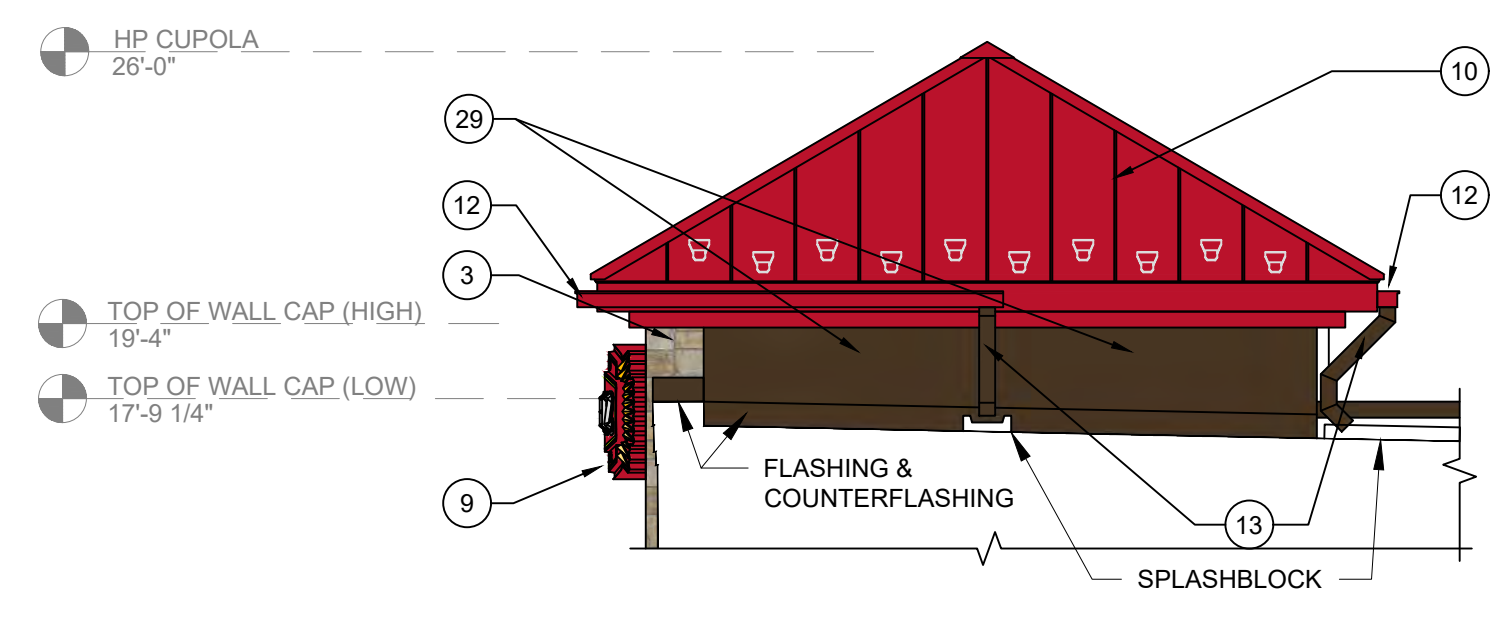 HP CUPOLA
26'-0"
10
29
12
12
3
TOP OF WALL CAP (HIGH)
19'-4"
TOP OF WALL CAP (LOW)
17'-9 1/4"
FLASHING &
COUNTERFLASHING
9
13
SPLASHBLOCK